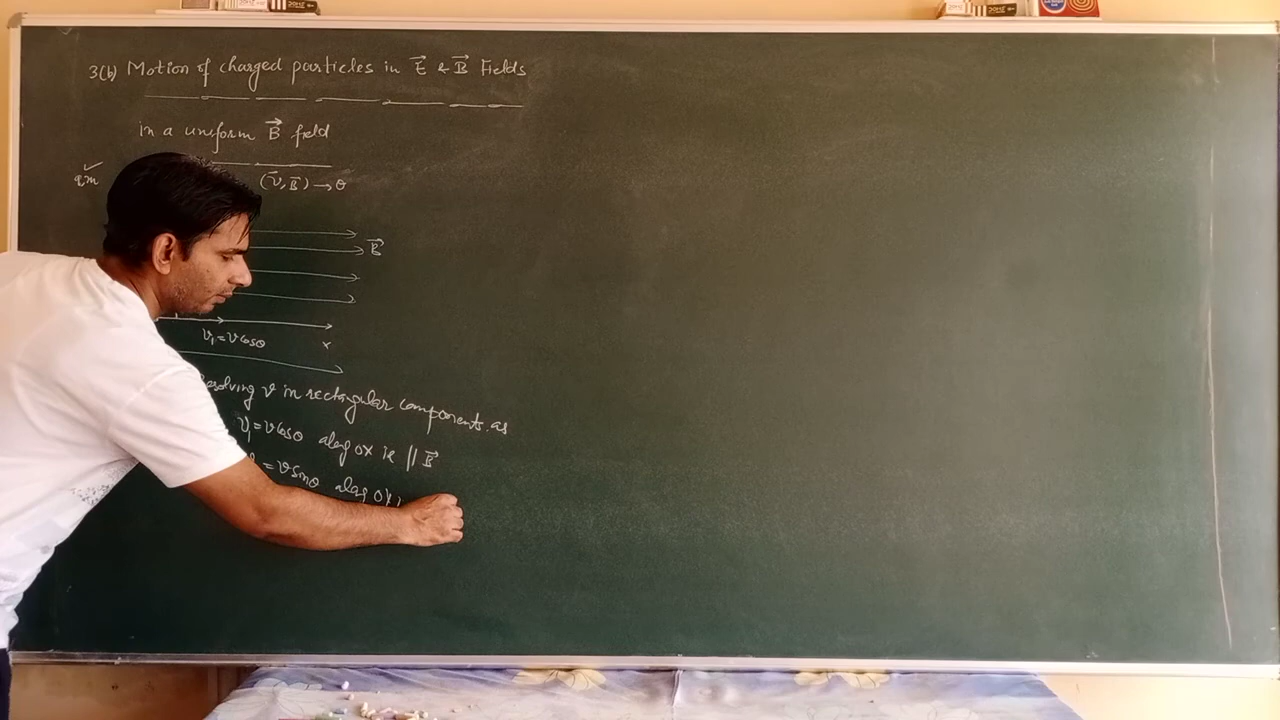 3(b) Motion of charged particles in E⃗ & B⃗ Fields
in a uniform B⃗ field
q, m
(v⃗, B⃗) → θ
B⃗
v₁ = v cosθ
x
Resolving v in rectangular components. as
v₁ = v cosθ along ox ie || B⃗
= v sinθ along oy